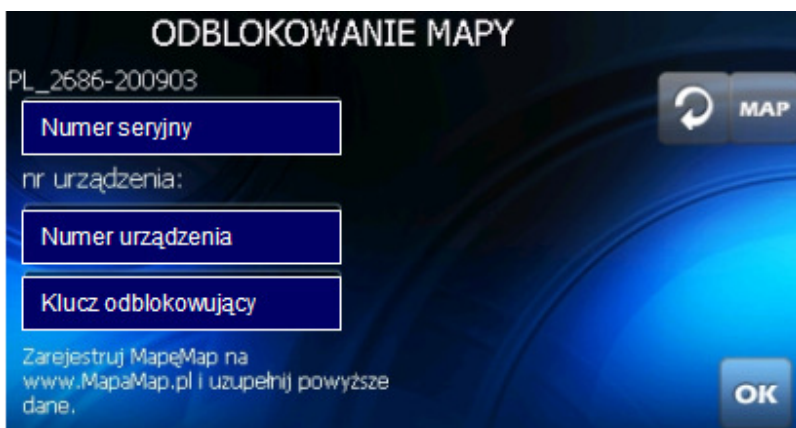 ODBLOKOWANIE MAPY
PL_2686-200903
Numer seryjny
MAP
nr urządzenia:
Numer urządzenia
Klucz odblokowujący
Zarejestruj MapęMap na
www.MapaMap.pl i uzupełnij powyższe
dane.
OK